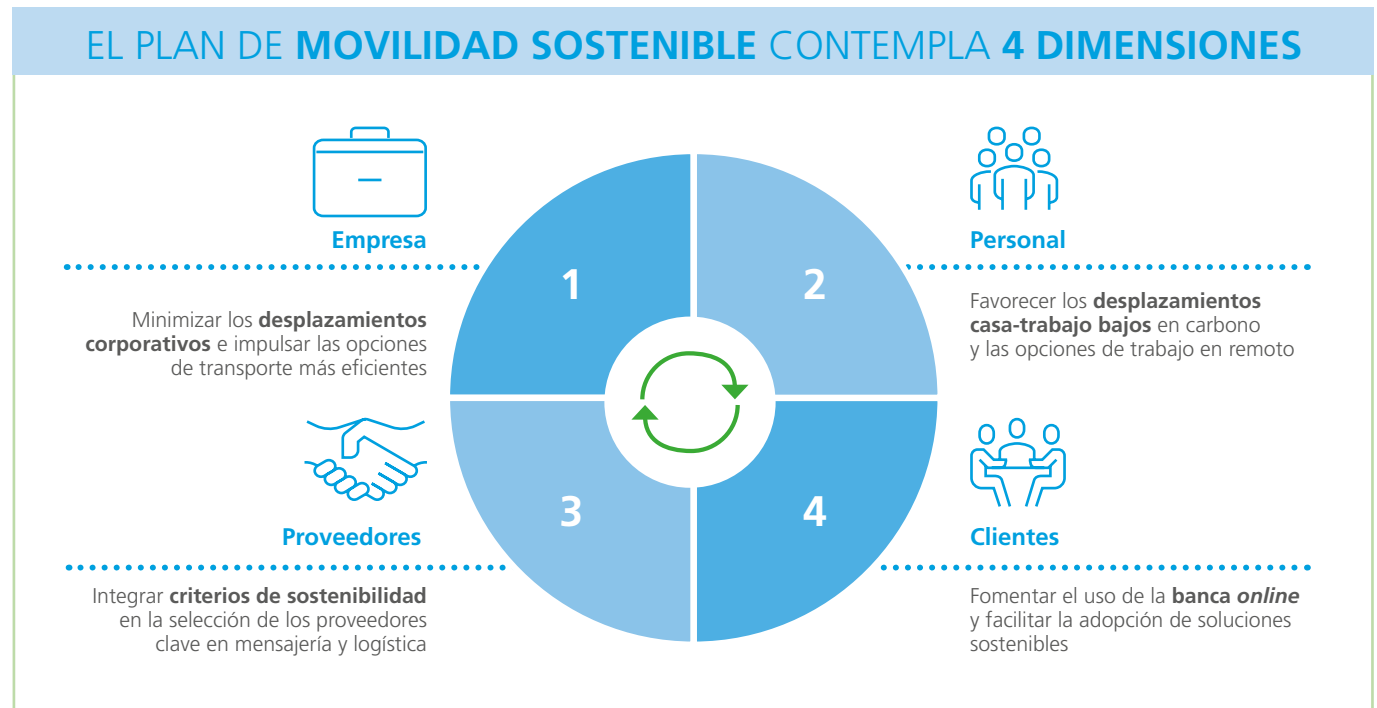 EL PLAN DE MOVILIDAD SOSTENIBLE CONTEMPLA 4 DIMENSIONES
Empresa
1
Minimizar los desplazamientos
corporativos e impulsar las opciones
de transporte más eficientes
2
Personal
Favorecer los desplazamientos
casa-trabajo bajos en carbono
y las opciones de trabajo en remoto
3
Proveedores
Integrar criterios de sostenibilidad
en la selección de los proveedores
clave en mensajería y logística
4
Clientes
Fomentar el uso de la banca online
y facilitar la adopción de soluciones
sostenibles